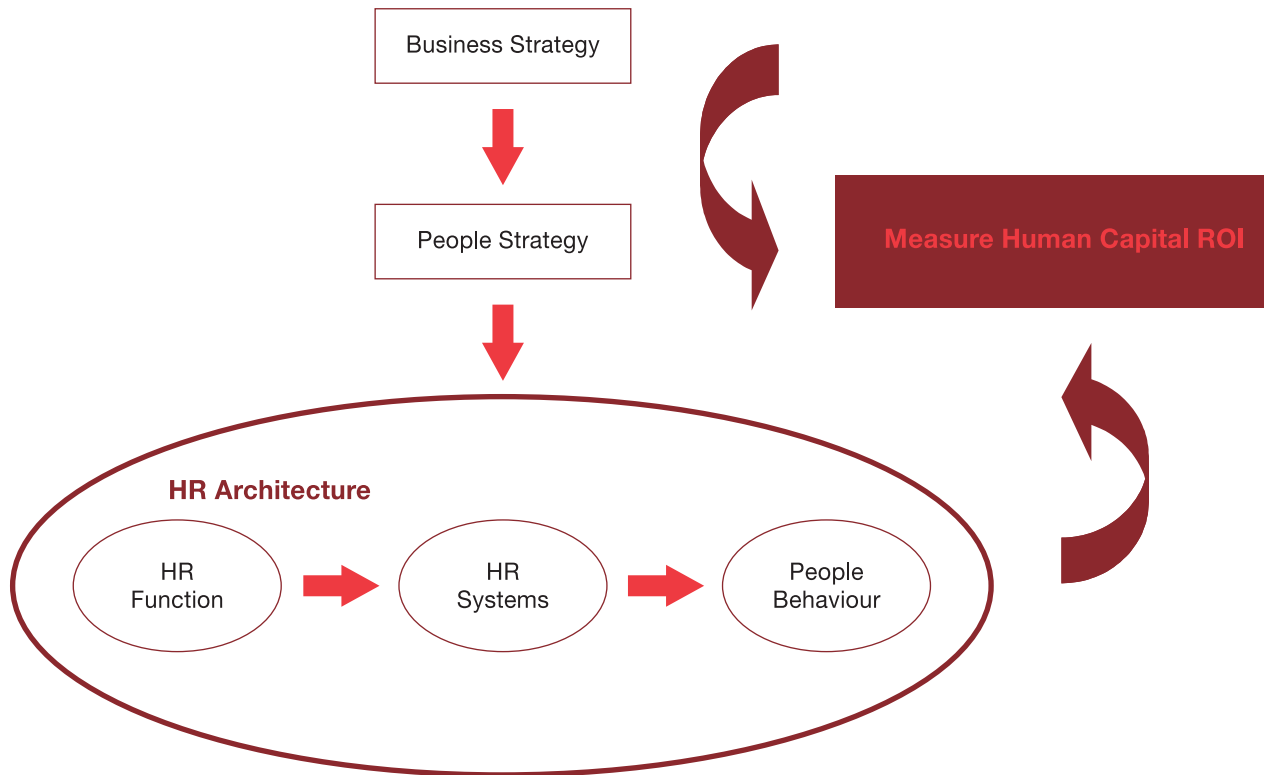 Business Strategy
People Strategy
Measure Human Capital ROI
HR Architecture
HR
Function
HR
Systems
People
Behaviour